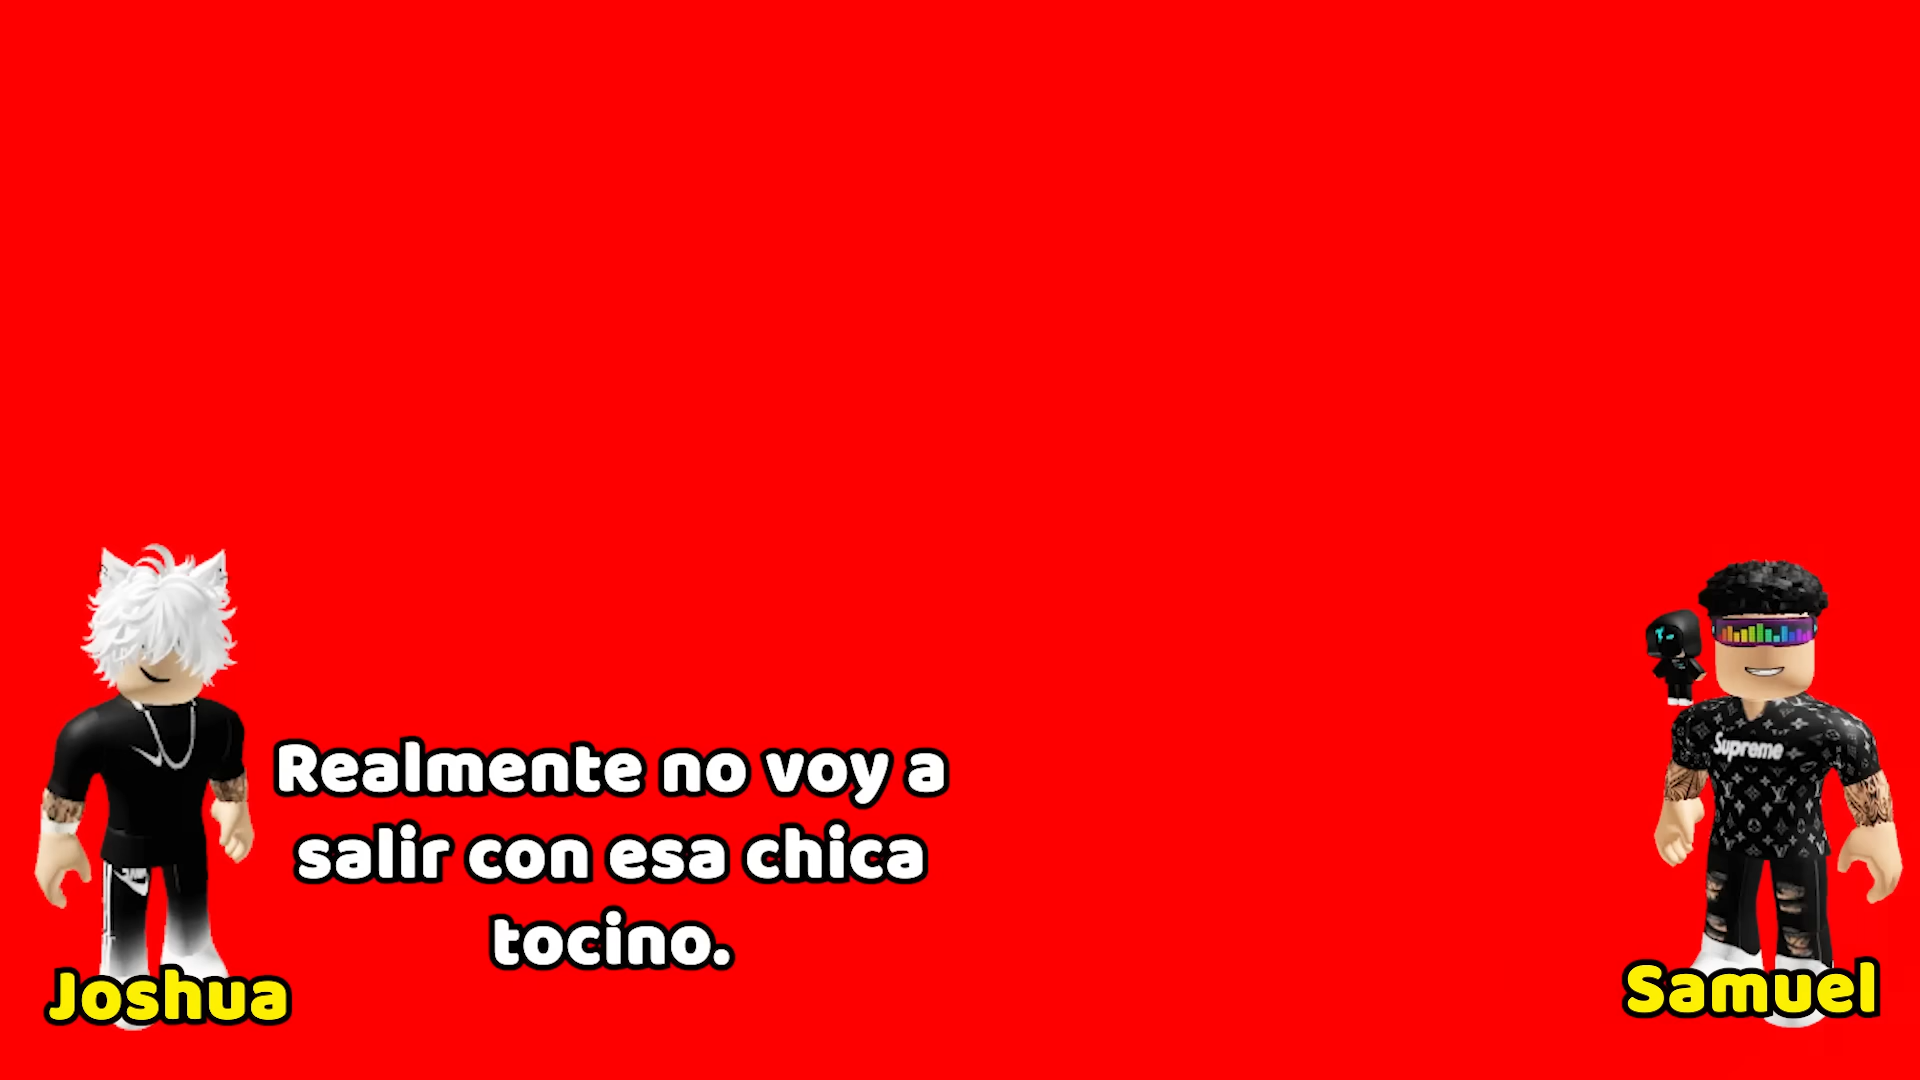 Supreme
Realmente no voy a
salir con esa chica
tocino.
Joshua
Samuel